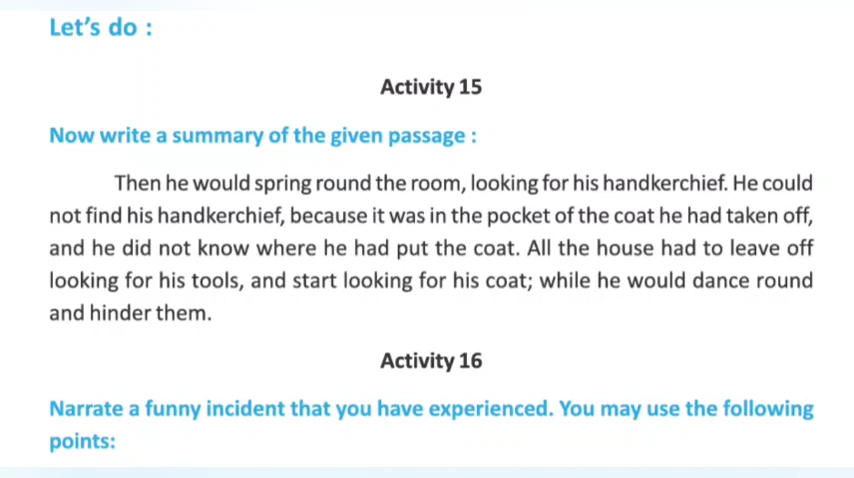 Let's do :
Activity 15
Now write a summary of the given passage :
Then he would spring round the room, looking for his handkerchief. He could
not find his handkerchief, because it was in the pocket of the coat he had taken off,
and he did not know where he had put the coat. All the house had to leave off
looking for his tools, and start looking for his coat; while he would dance round
and hinder them.
Activity 16
Narrate a funny incident that you have experienced. You may use the following
points: